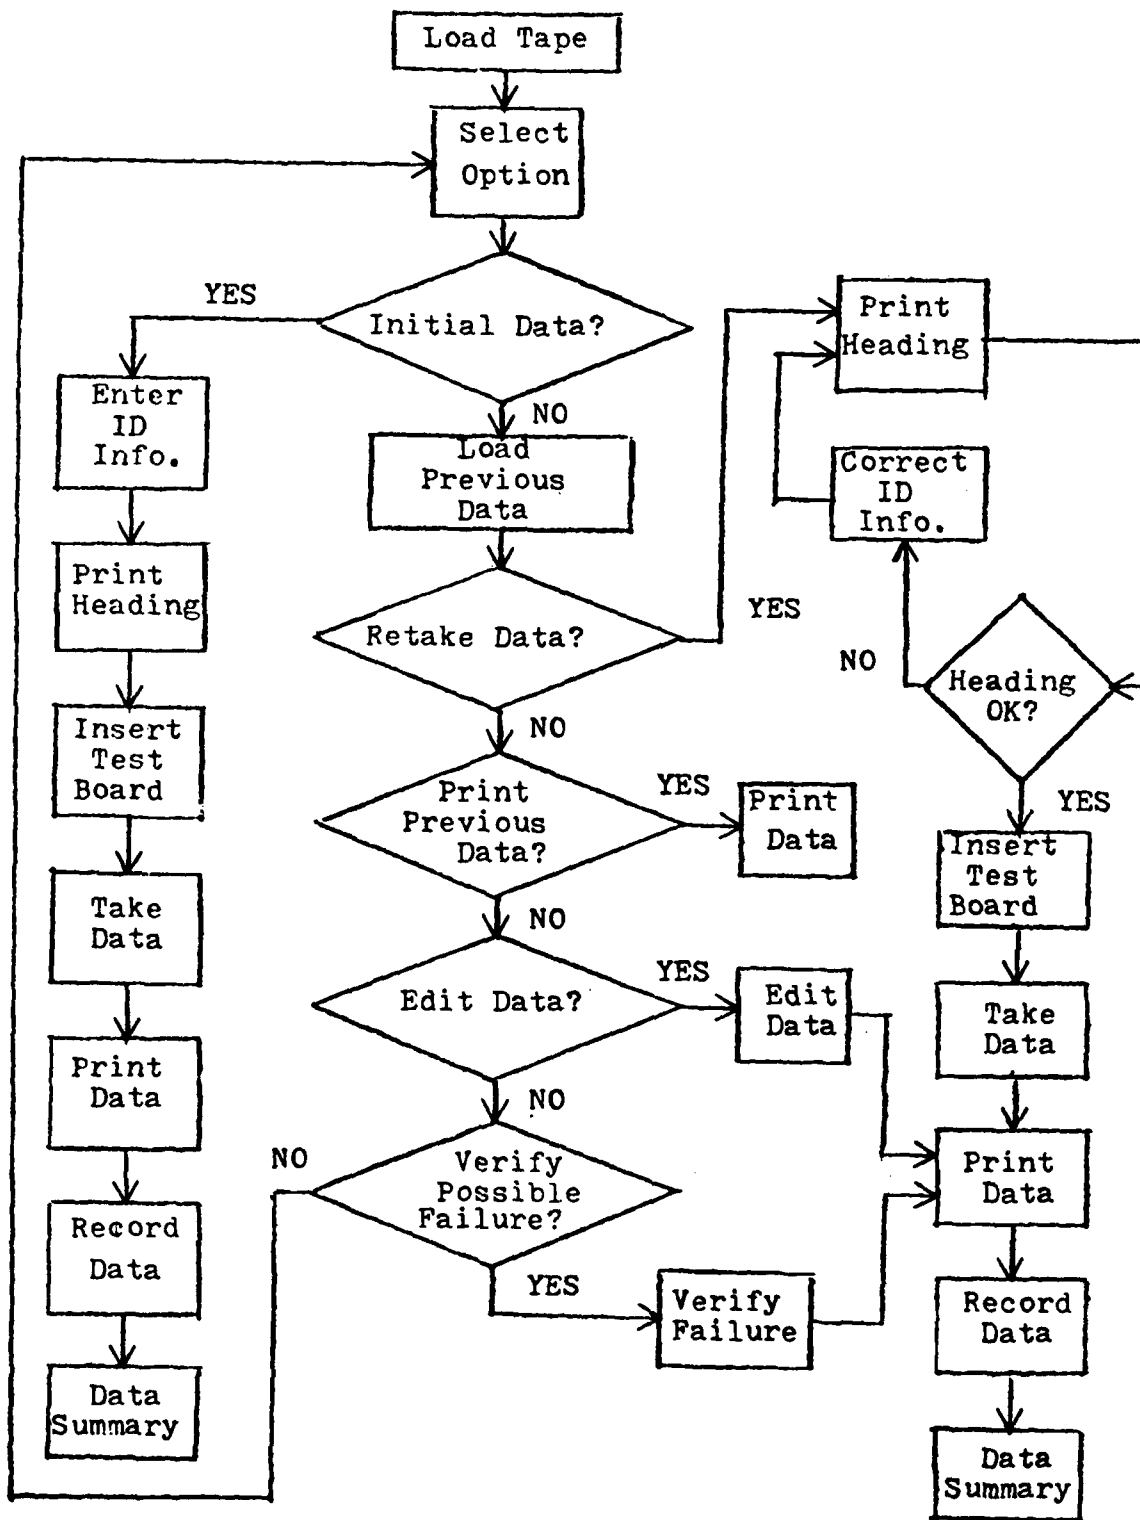 Load Tape
Select
Option
Initial Data?
YES
NO
Enter
ID
Info.
Print
Heading
Insert
Test
Board
Take
Data
Print
Data
Record
Data
Data
Summary
Load
Previous
Data
Retake Data?
YES
NO
Print
Previous
Data?
YES
Print
Data
NO
Edit Data?
YES
Edit
Data
NO
Verify
Possible
Failure?
NO
YES
Verify
Failure
Print
Heading
Correct
ID
Info.
NO
Heading
OK?
YES
Insert
Test
Board
Take
Data
Print
Data
Record
Data
Data
Summary